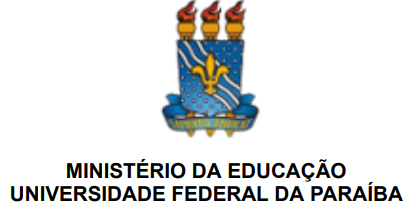 MINISTÉRIO DA EDUCAÇÃO
UNIVERSIDADE FEDERAL DA PARAÍBA